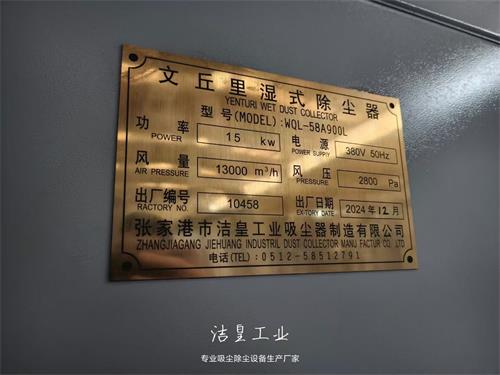 文丘里湿式除尘器
YENTURI WET DUST COLLECTOR
型号(MODEL):WQL-58A900L
功率 15 kw 电源 380V 50Hz
POWER POWER SUPPIY
风量 13000 m³/h 风压 2800 Pa
AIR PRESSURE PRESSURE
出厂编号 10458 出厂日期 2024年12月
RACTORY NO. EX-TORY DATE
张家港市洁皇工业吸尘器制造有限公司
ZHANGJIAGANG JIEHUANG INDUSTRIL DUST COLLECTOR MANU FACTUR CO LTD
电话(TEL):0512-58512791
洁皇工业
专业吸尘除尘设备生产厂家